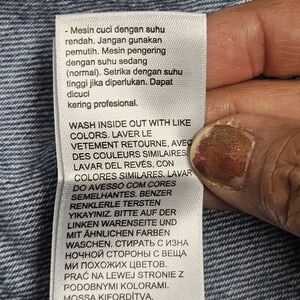 - Mesin cuci dengan suhu
rendah. Jangan gunakan
pemutih. Mesin pengering
dengan suhu sedang
(normal). Setrika dengan suhu
tinggi jika diperlukan. Dapat
dicuci
kering profesional.
WASH INSIDE OUT WITH LIKE
COLORS. LAVER LE
VETEMENT RETOURNE, AVEC
DES COULEURS SIMILAIRES
LAVAR DEL REVÉS, CON
COLORES SIMILARES. LAVAR
DO AVESSO COM CORES
SEMELHANTES. BENZER
RENKLERLE TERSTEN
YIKAYINIZ. BITTE AUF DER
LINKEN WARENSEITE UND
MIT ÄHNLICHEN FARBEN
WASCHEN. СТИРАТЬ С ИЗНА
НОЧНОЙ СТОРОНЫ С ВЕЩА
МИ ПОХОЖИХ ЦВЕТОВ.
PRAĆ NA LEWEJ STRONIE Z
PODOBNYMI KOLORAMI.
MOSSA KIFORDÍTVA,